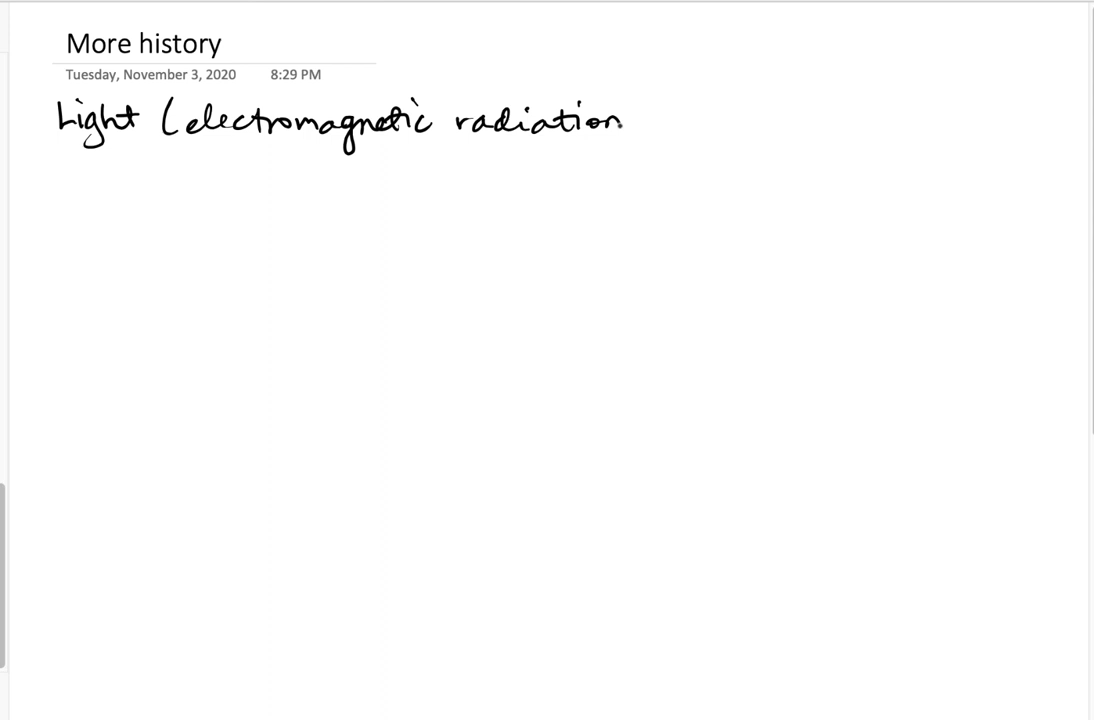 More history
Tuesday, November 3, 2020 8:29 PM
Light (electromagnetic radiation